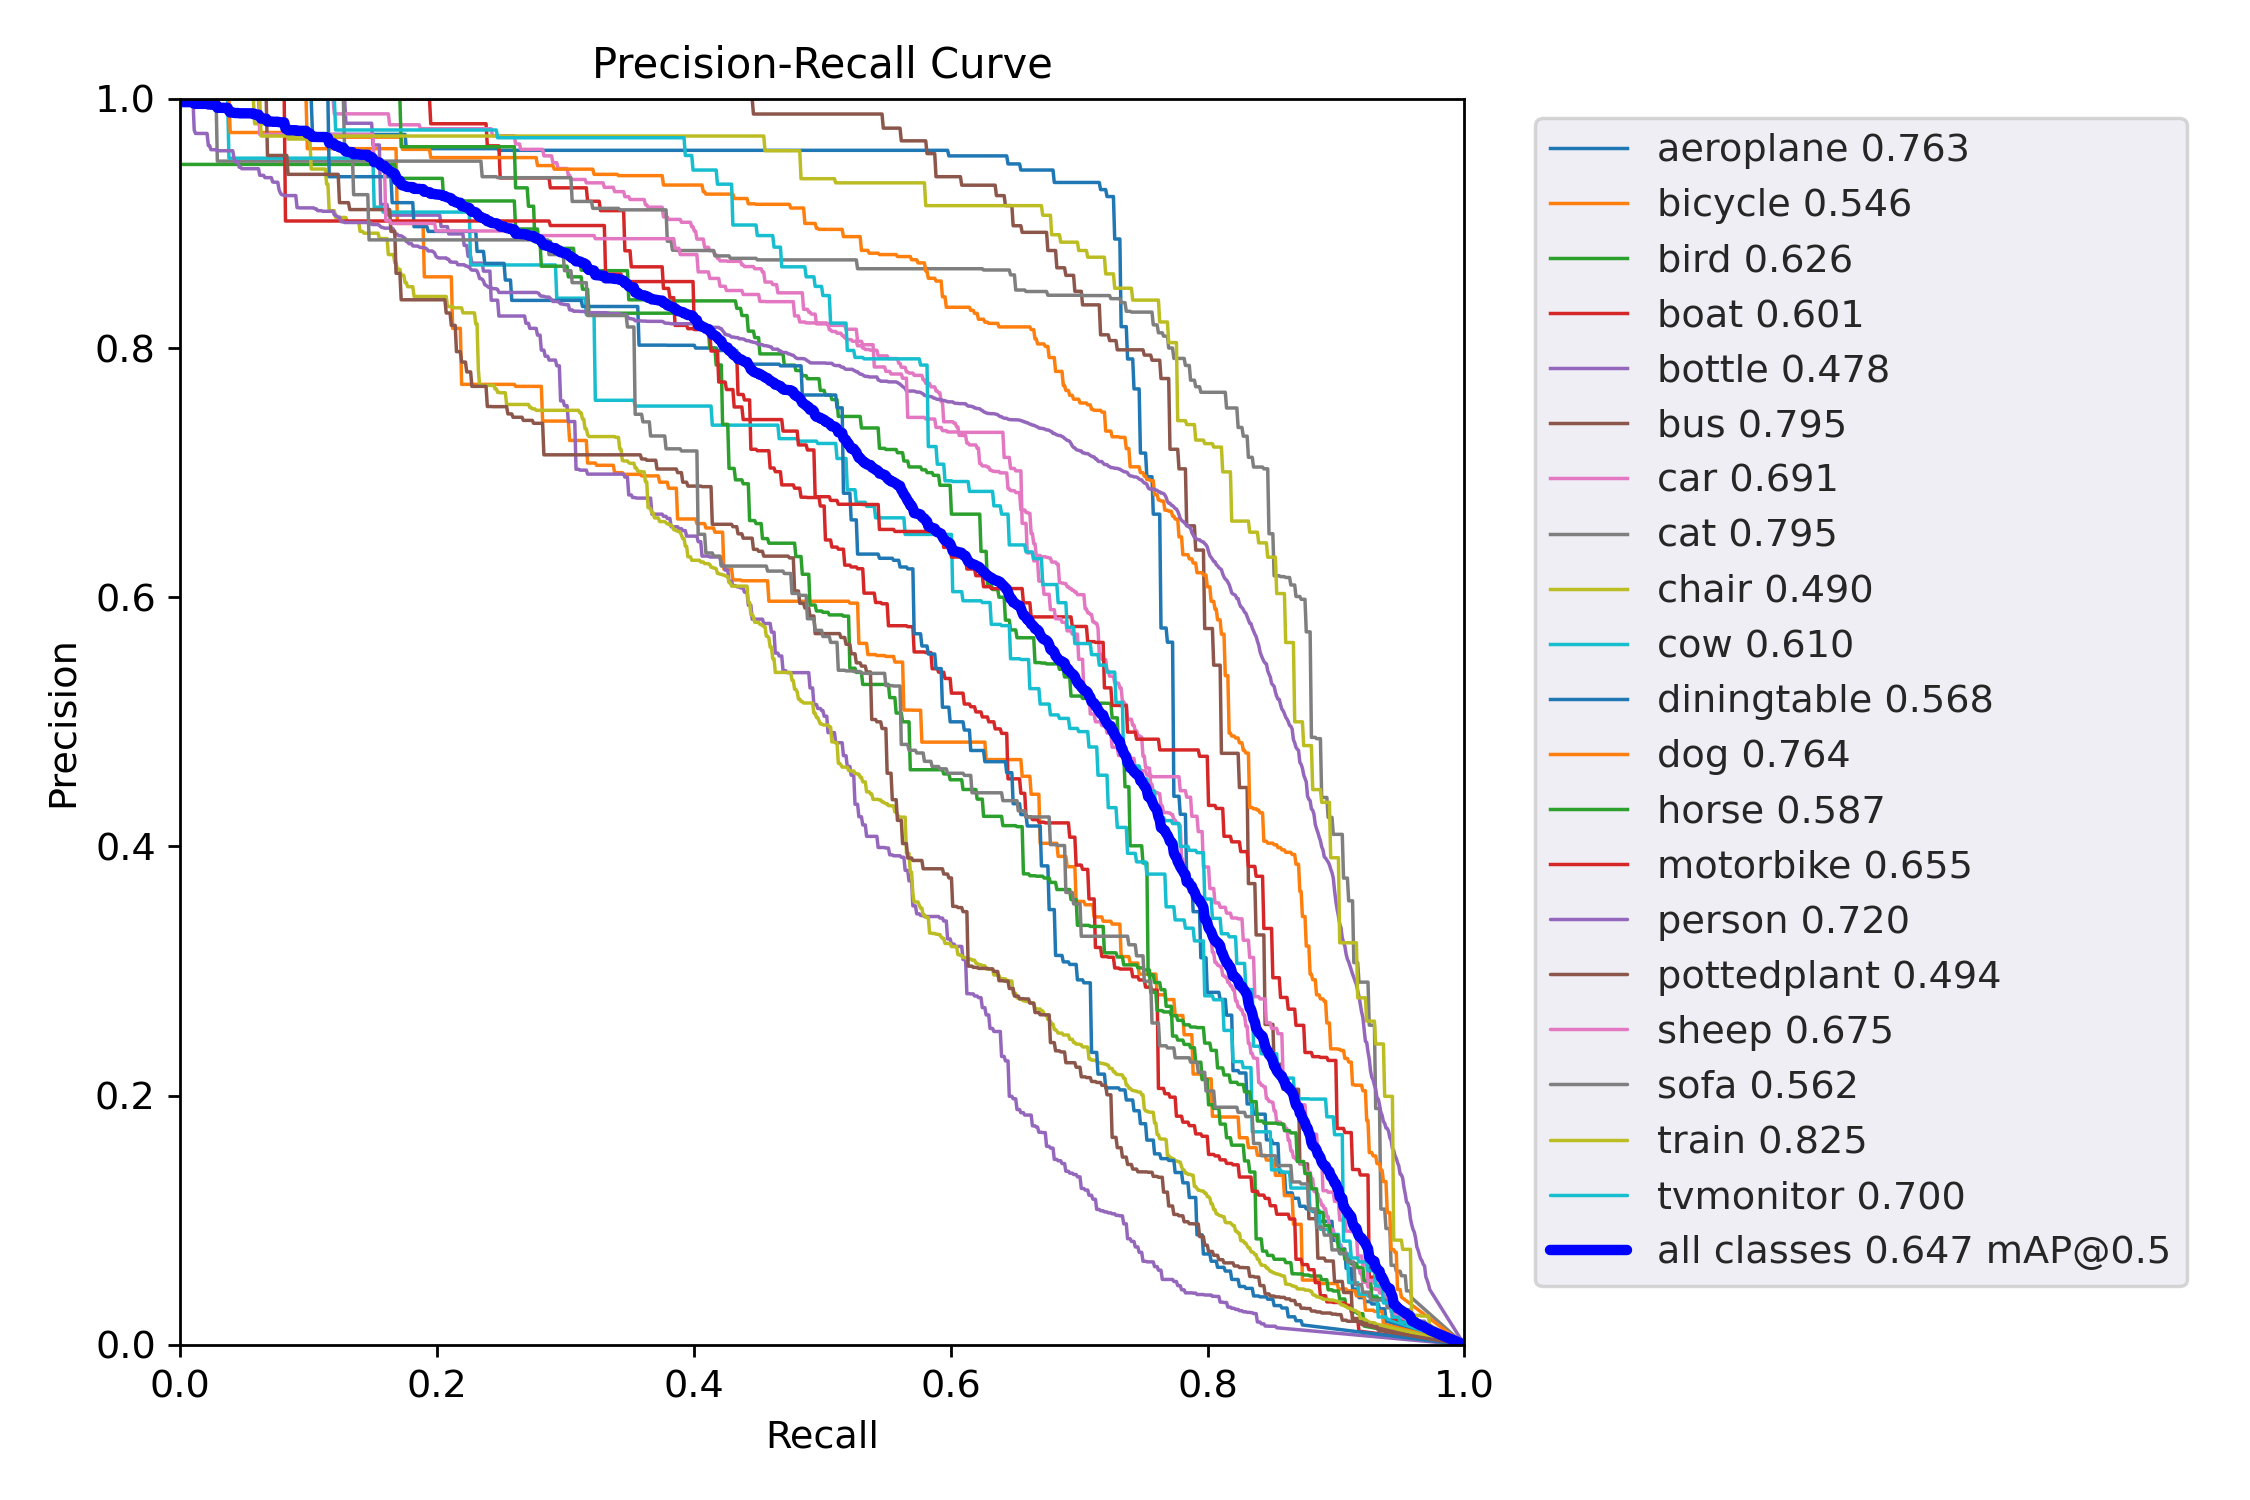 Precision-Recall Curve
1.0
0.8
0.6
0.4
0.2
0.0
Precision
0.0 0.2 0.4 0.6 0.8 1.0
Recall
aeroplane 0.763
bicycle 0.546
bird 0.626
boat 0.601
bottle 0.478
bus 0.795
car 0.691
cat 0.795
chair 0.490
cow 0.610
diningtable 0.568
dog 0.764
horse 0.587
motorbike 0.655
person 0.720
pottedplant 0.494
sheep 0.675
sofa 0.562
train 0.825
tvmonitor 0.700
all classes 0.647 mAP@0.5